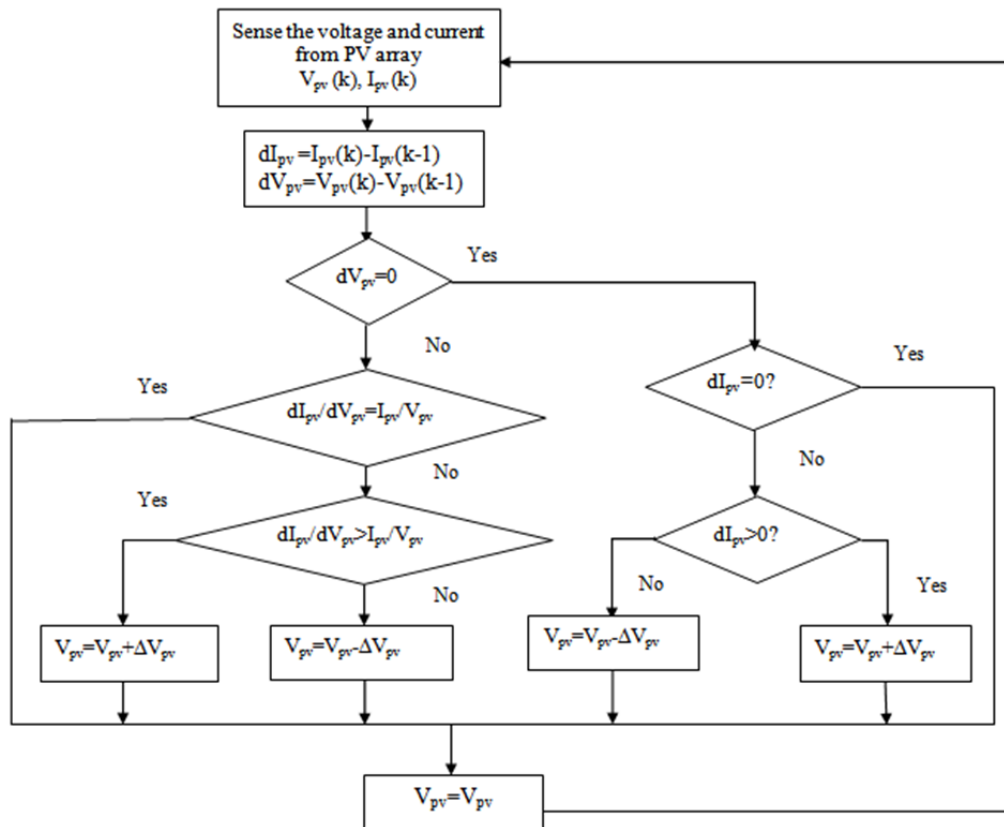 Sense the voltage and current
from PV array
Vpv (k), Ipv(k)
dIpv =Ipv(k)-Ipv(k-1)
dVpv=Vpv(k)-Vpv(k-1)
Yes
dVpv=0
No
Yes
Yes
dIpv=0?
dIpv/dVpv=Ipv/Vpv
No
No
Yes
dIpv/dVpv>Ipv/Vpv
dIpv>0?
No
No
Yes
Vpv=Vpv+ΔVpv
Vpv=Vpv-ΔVpv
Vpv=Vpv-ΔVpv
Vpv=Vpv+ΔVpv
Vpv=Vpv